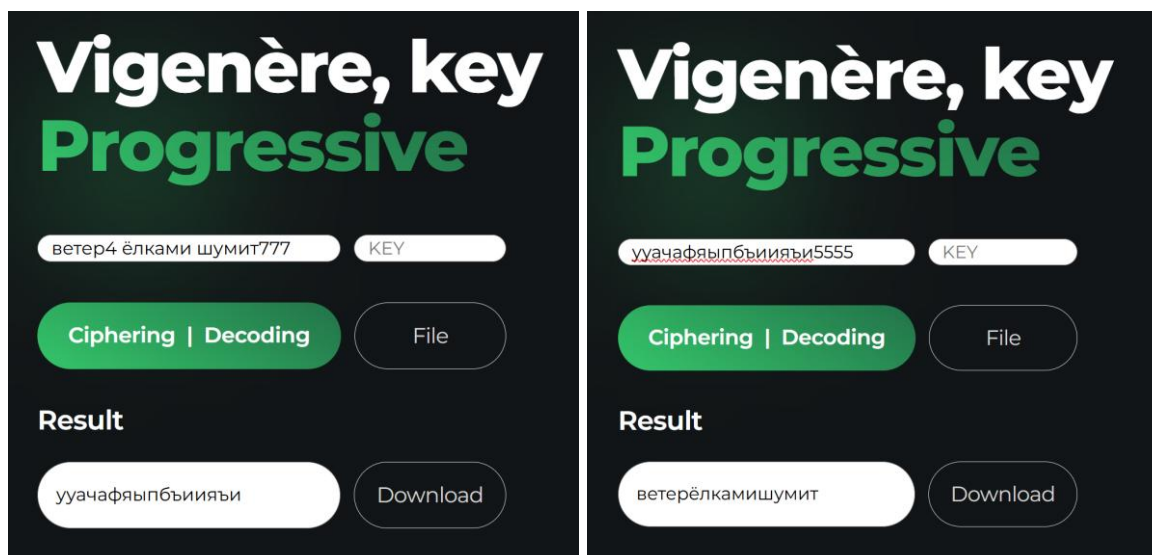 Vigenère, key
Progressive
ветер4 ёлками шумит777
KEY
Ciphering | Decoding
File
Result
ууачафяыпбъиияъи
Download
Vigenère, key
Progressive
ууачафяыпбъиияъи5555
KEY
Ciphering | Decoding
File
Result
ветерёлкамишумит
Download